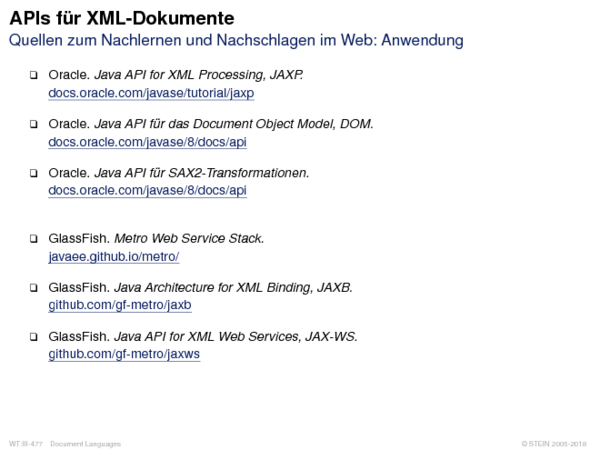 APIs für XML-Dokumente
Quellen zum Nachlernen und Nachschlagen im Web: Anwendung
❑ Oracle. Java API for XML Processing, JAXP.
docs.oracle.com/javase/tutorial/jaxp
❑ Oracle. Java API für das Document Object Model, DOM.
docs.oracle.com/javase/8/docs/api
❑ Oracle. Java API für SAX2-Transformationen.
docs.oracle.com/javase/8/docs/api
❑ GlassFish. Metro Web Service Stack.
javaee.github.io/metro/
❑ GlassFish. Java Architecture for XML Binding, JAXB.
github.com/gf-metro/jaxb
❑ GlassFish. Java API for XML Web Services, JAX-WS.
github.com/gf-metro/jaxws
WT:III-477 Document Languages © STEIN 2005-2018